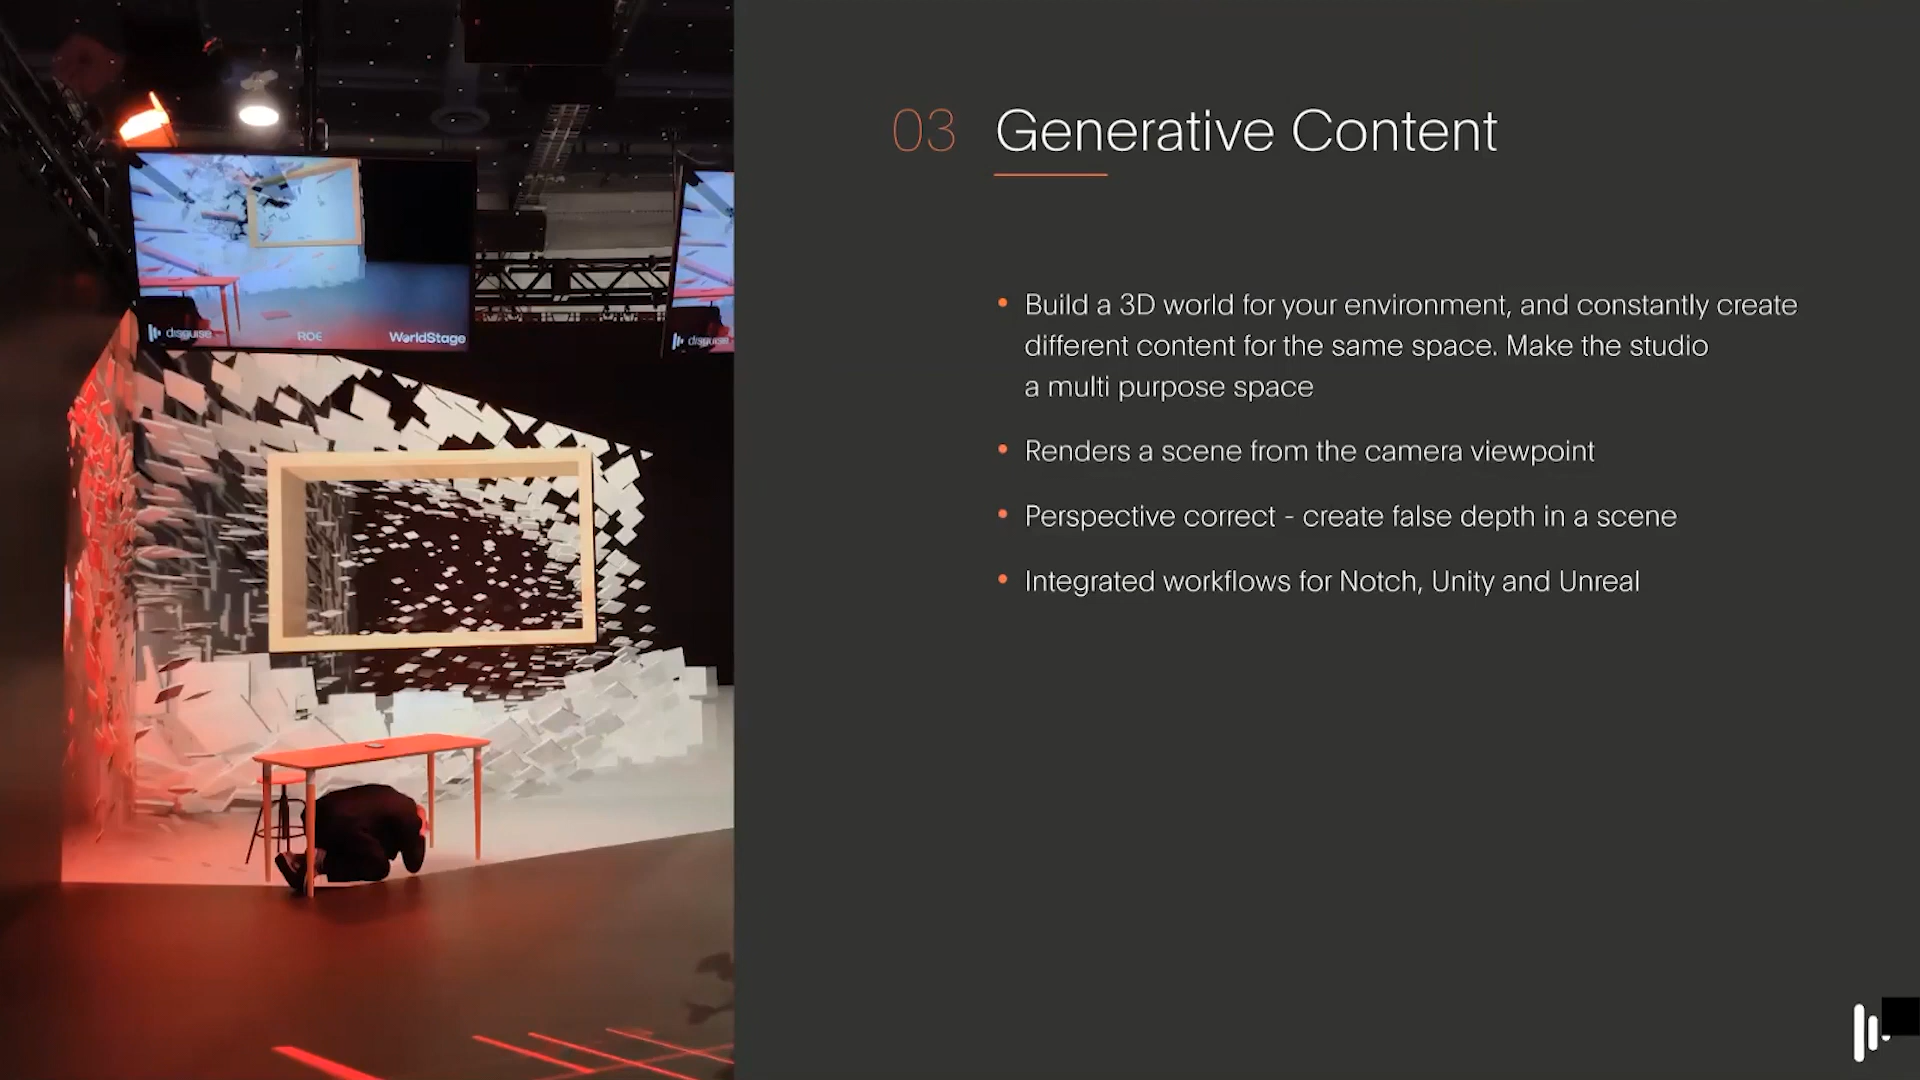 disguise
ROE
WorldStage
disguise
03 Generative Content
• Build a 3D world for your environment, and constantly create
different content for the same space. Make the studio
a multi purpose space
• Renders a scene from the camera viewpoint
• Perspective correct - create false depth in a scene
• Integrated workflows for Notch, Unity and Unreal